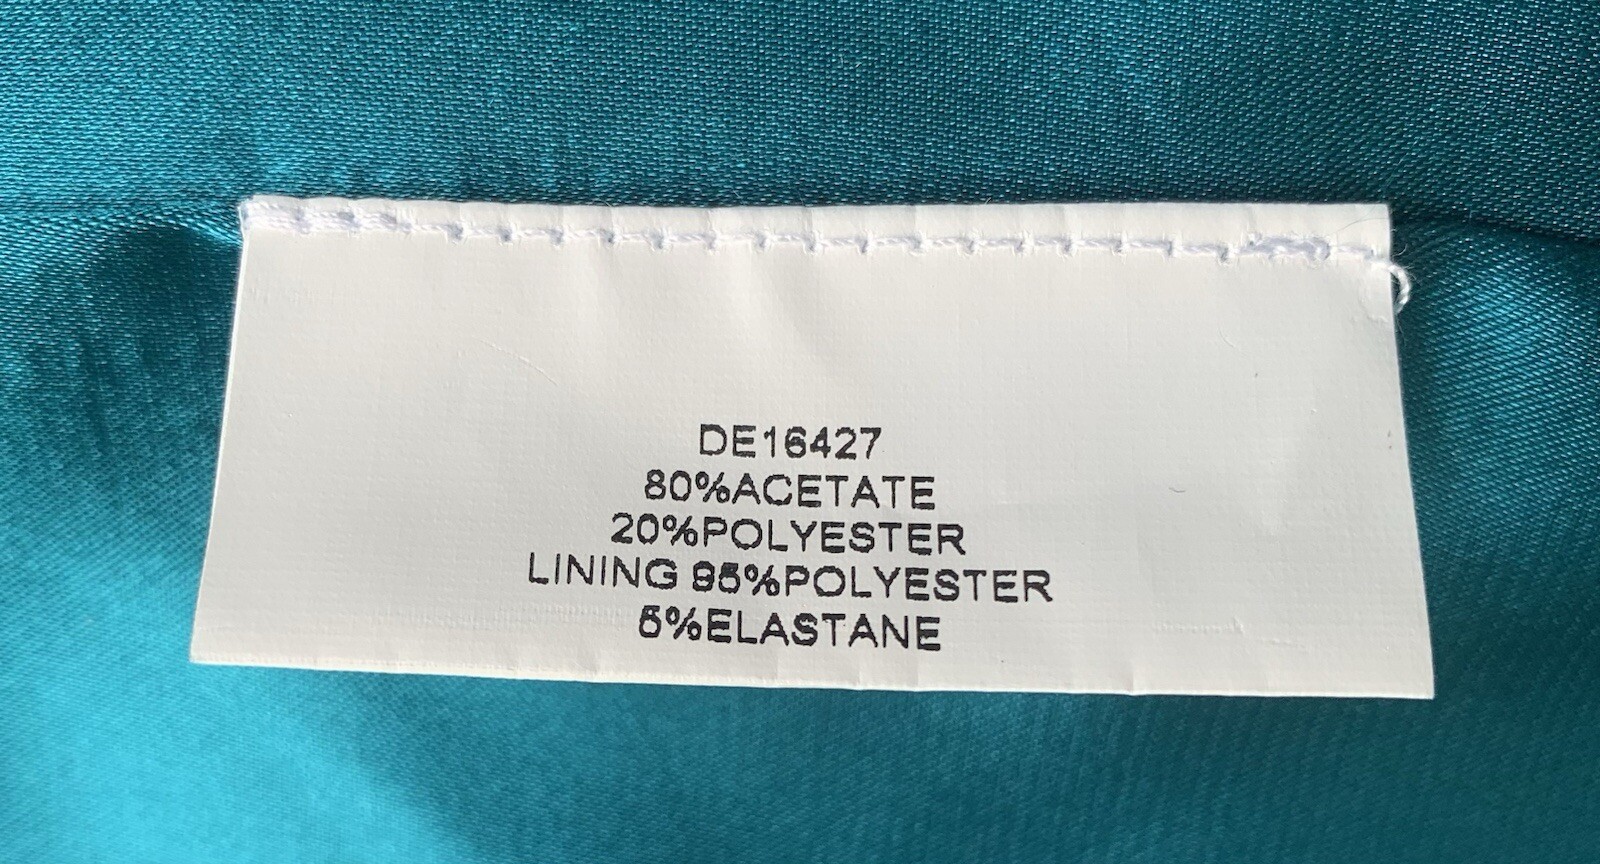 DE16427
80%ACETATE
20%POLYESTER
LINING 95%POLYESTER
5%ELASTANE